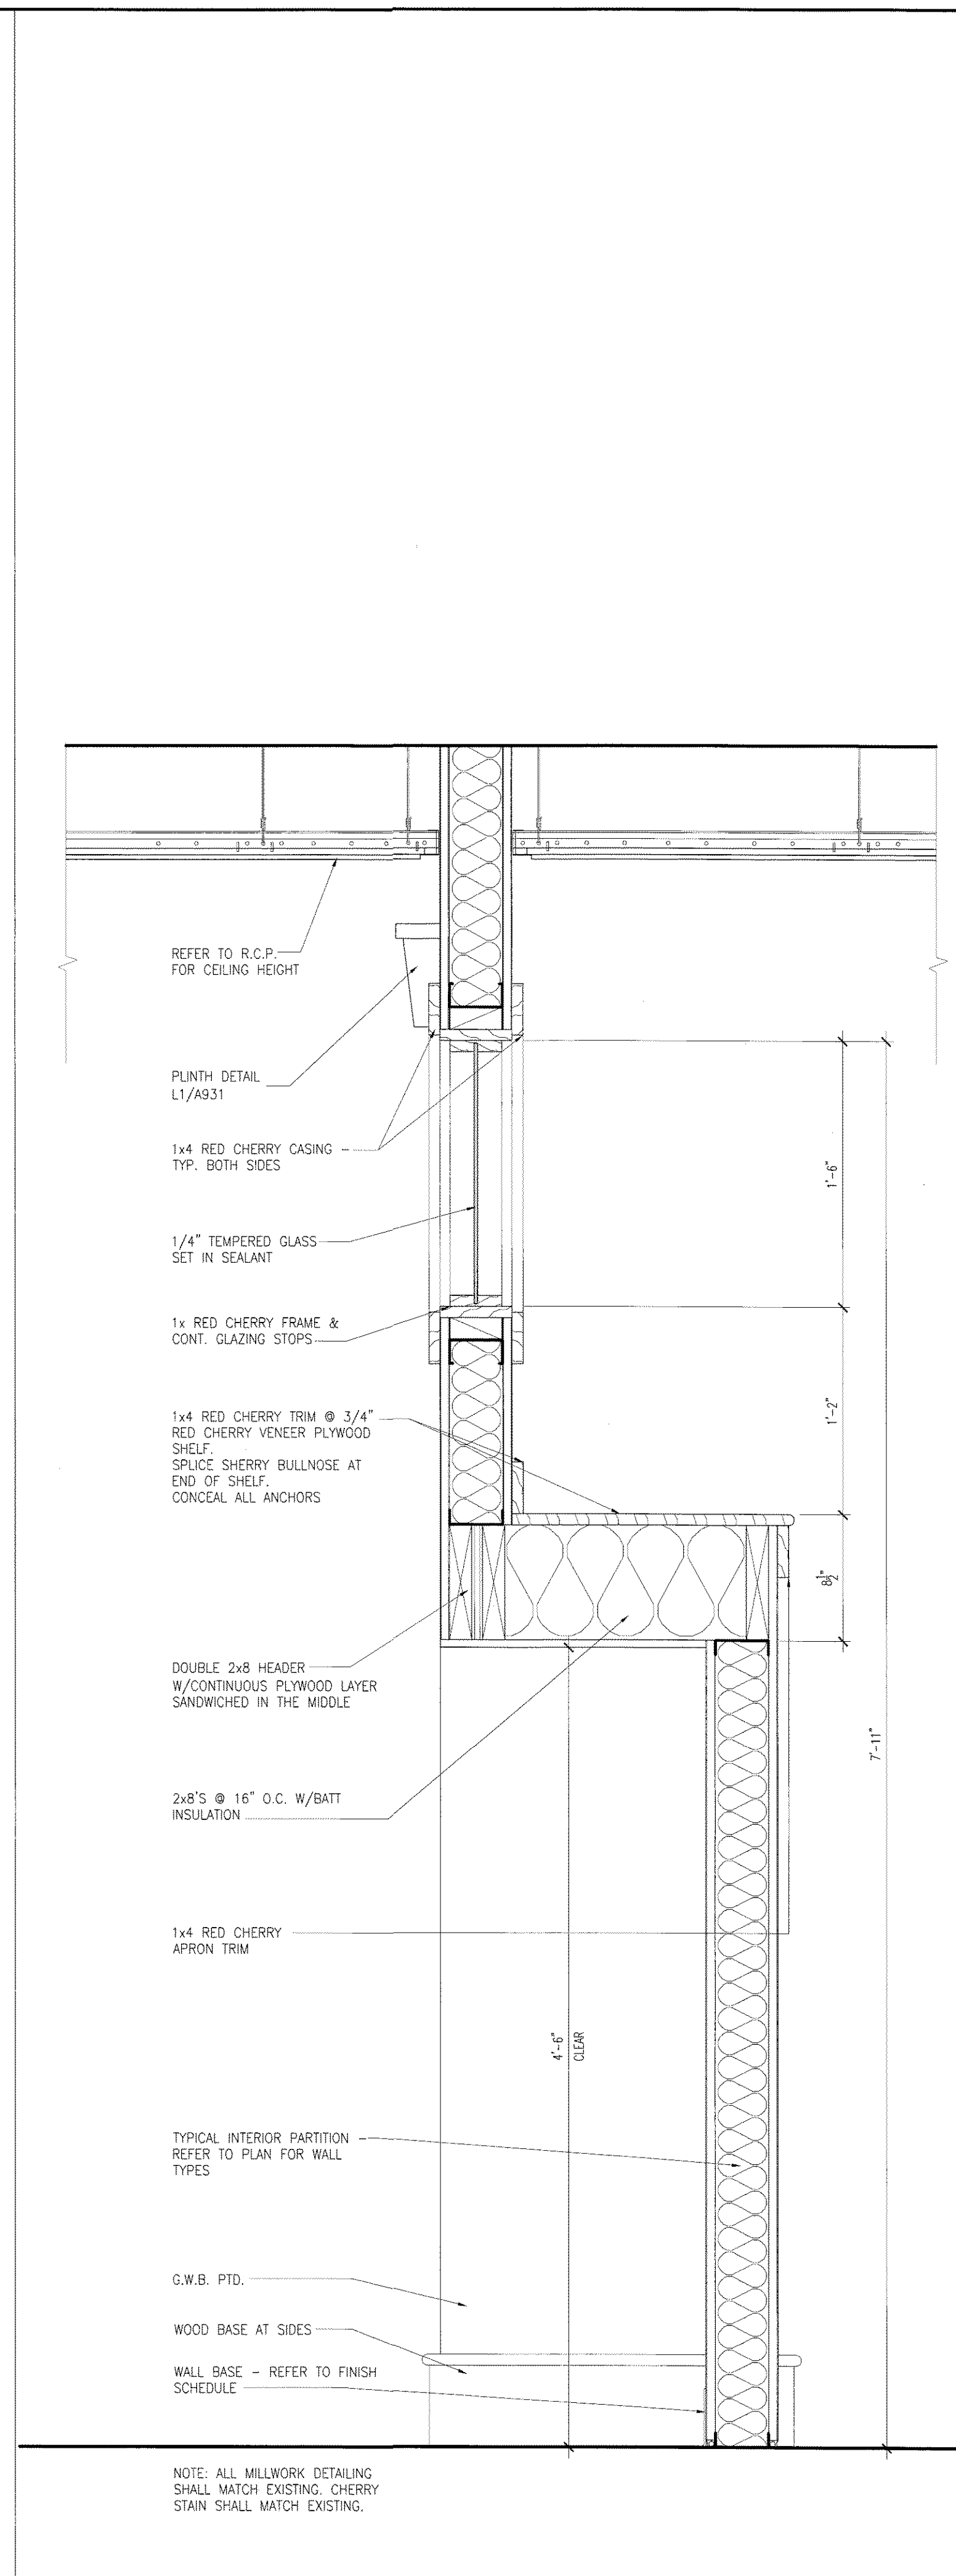 REFER TO R.C.P.
FOR CEILING HEIGHT
PLINTH DETAIL
L1/A931
1x4 RED CHERRY CASING
TYP. BOTH SIDES
1'-6"
1/4" TEMPERED GLASS
SET IN SEALANT
1x RED CHERRY FRAME &
CONT. GLAZING STOPS
1'-2"
1x4 RED CHERRY TRIM @ 3/4"
RED CHERRY VENEER PLYWOOD
SHELF.
SPLICE SHERRY BULLNOSE AT
END OF SHELF.
CONCEAL ALL ANCHORS
8 1/2"
DOUBLE 2x8 HEADER
W/CONTINUOUS PLYWOOD LAYER
SANDWICHED IN THE MIDDLE
7'-11"
2x8'S @ 16" O.C. W/BATT
INSULATION
1x4 RED CHERRY
APRON TRIM
4'-6"
CLEAR
TYPICAL INTERIOR PARTITION
REFER TO PLAN FOR WALL
TYPES
G.W.B. PTD.
WOOD BASE AT SIDES
WALL BASE - REFER TO FINISH
SCHEDULE
NOTE: ALL MILLWORK DETAILING
SHALL MATCH EXISTING. CHERRY
STAIN SHALL MATCH EXISTING.